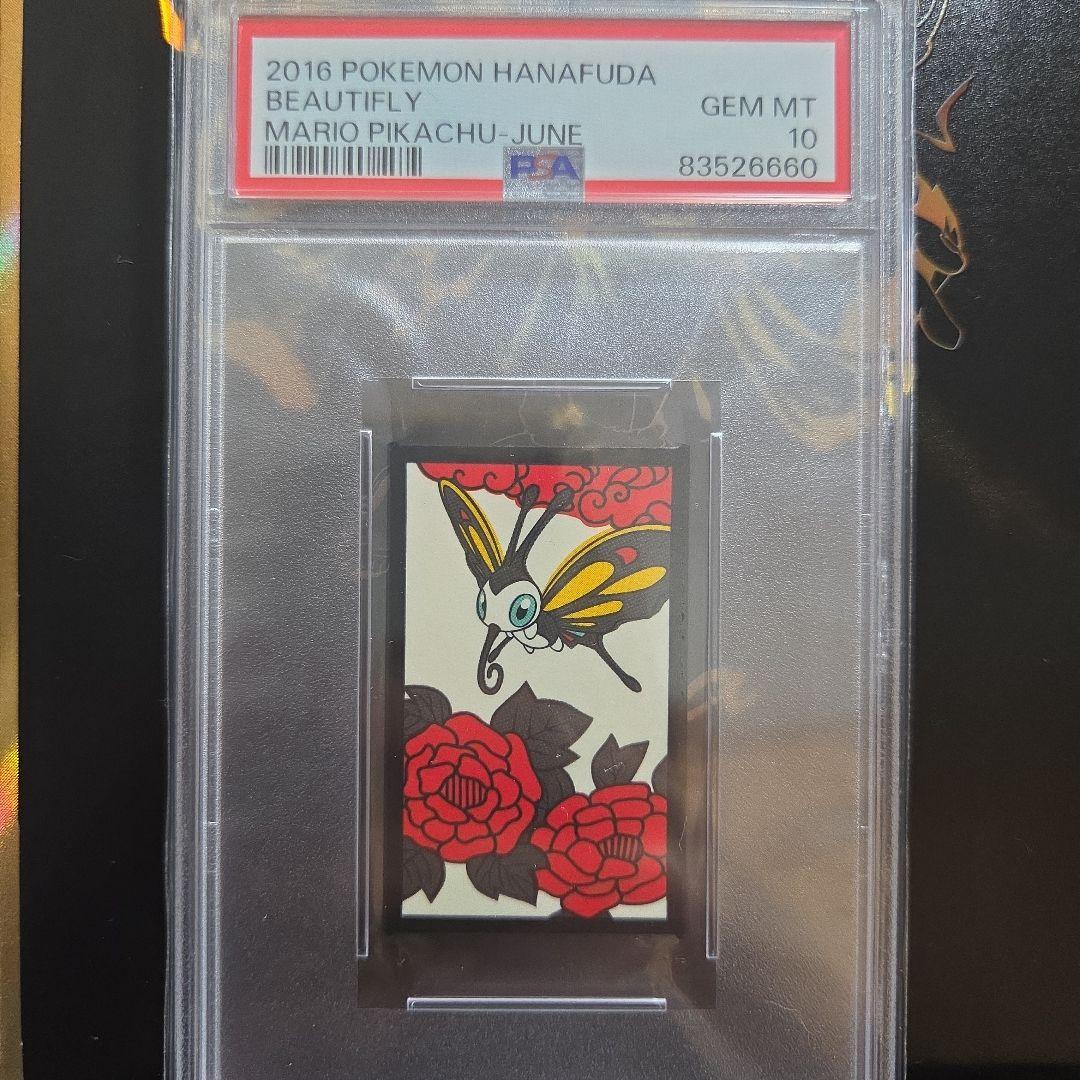 2016 POKEMON HANAFUDA
BEAUTIFLY
GEM MT
MARIO PIKACHU-JUNE
10
PSA
83526660